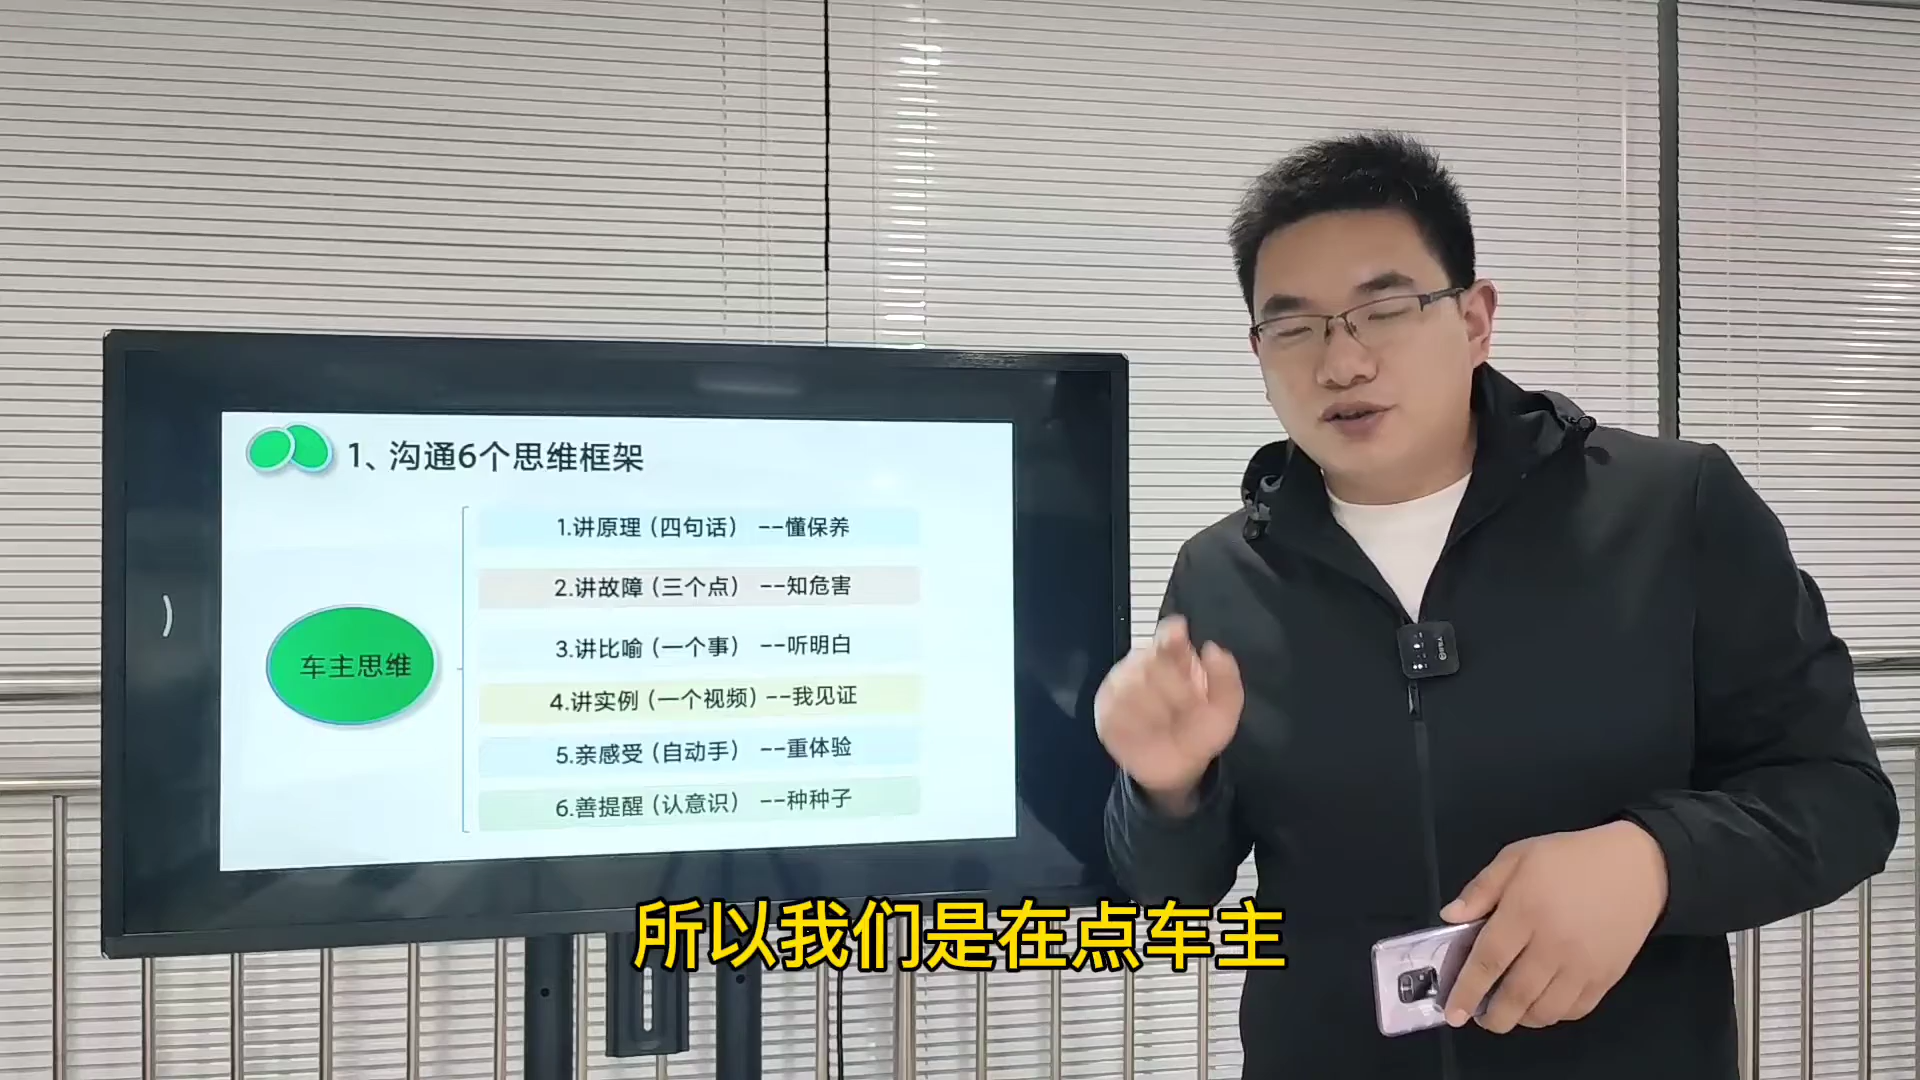 1、沟通6个思维框架
车主思维
1.讲原理（四句话） --懂保养
2.讲故障（三个点） --知危害
3.讲比喻（一个事） --听明白
4.讲实例（一个视频）--我见证
5.亲感受（自动手） --重体验
6.善提醒（认意识） --种种子
所以我们是在点车主